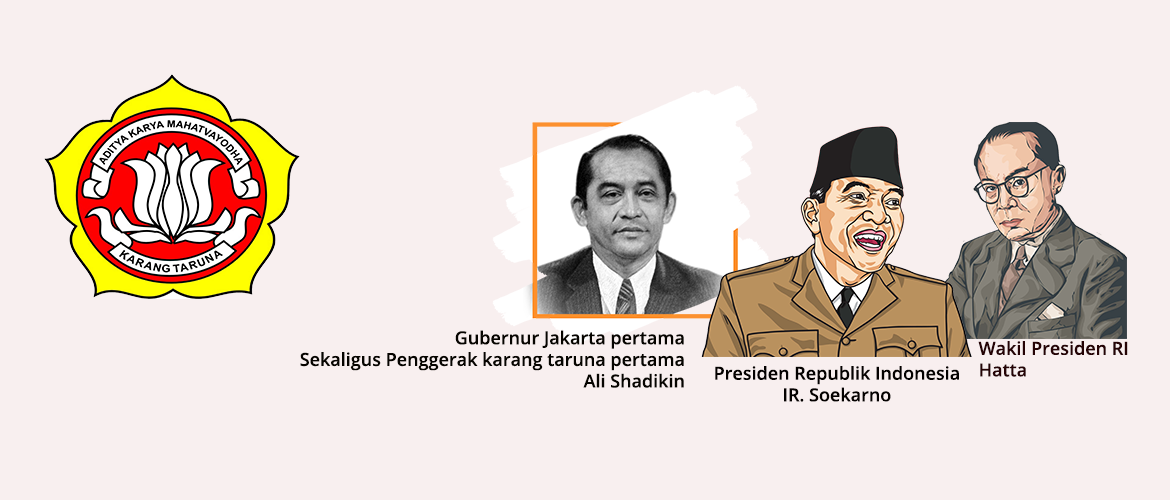 ADITYA KARYA MAHATVAYODHA
KARANG TARUNA
Gubernur Jakarta pertama
Sekaligus Penggerak karang taruna pertama
Ali Shadikin
Presiden Republik Indonesia
IR. Soekarno
Wakil Presiden RI
Hatta